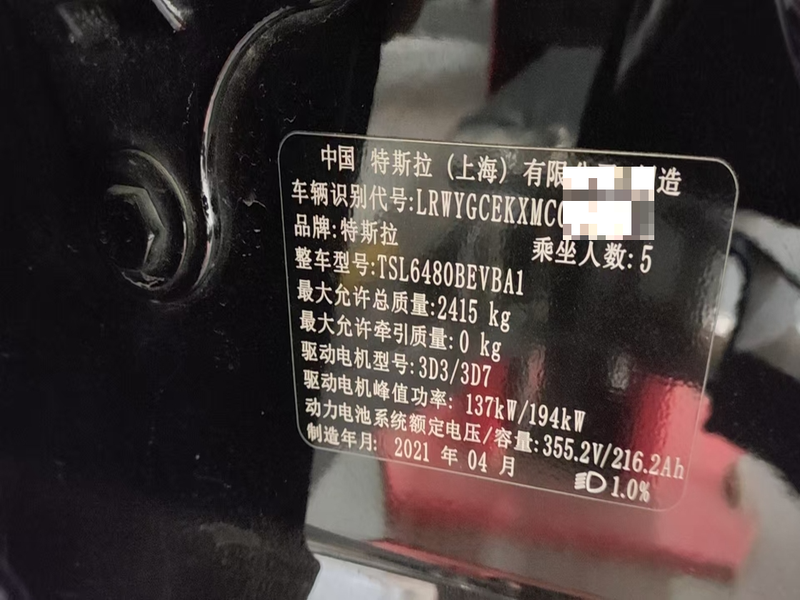 中国 特斯拉(上海)有限 造
车辆识别代号:LRWYGCEKXMC
品牌:特斯拉 乘坐人数:5
整车型号:TSL6480BEVBA1
最大允许总质量:2415 kg
最大允许牵引质量:0 kg
驱动电机型号:3D3/3D7
驱动电机峰值功率: 137kW/194kW
动力电池系统额定电压/容量:355.2V/216.2Ah
制造年月: 2021 年 04 月
1.0%